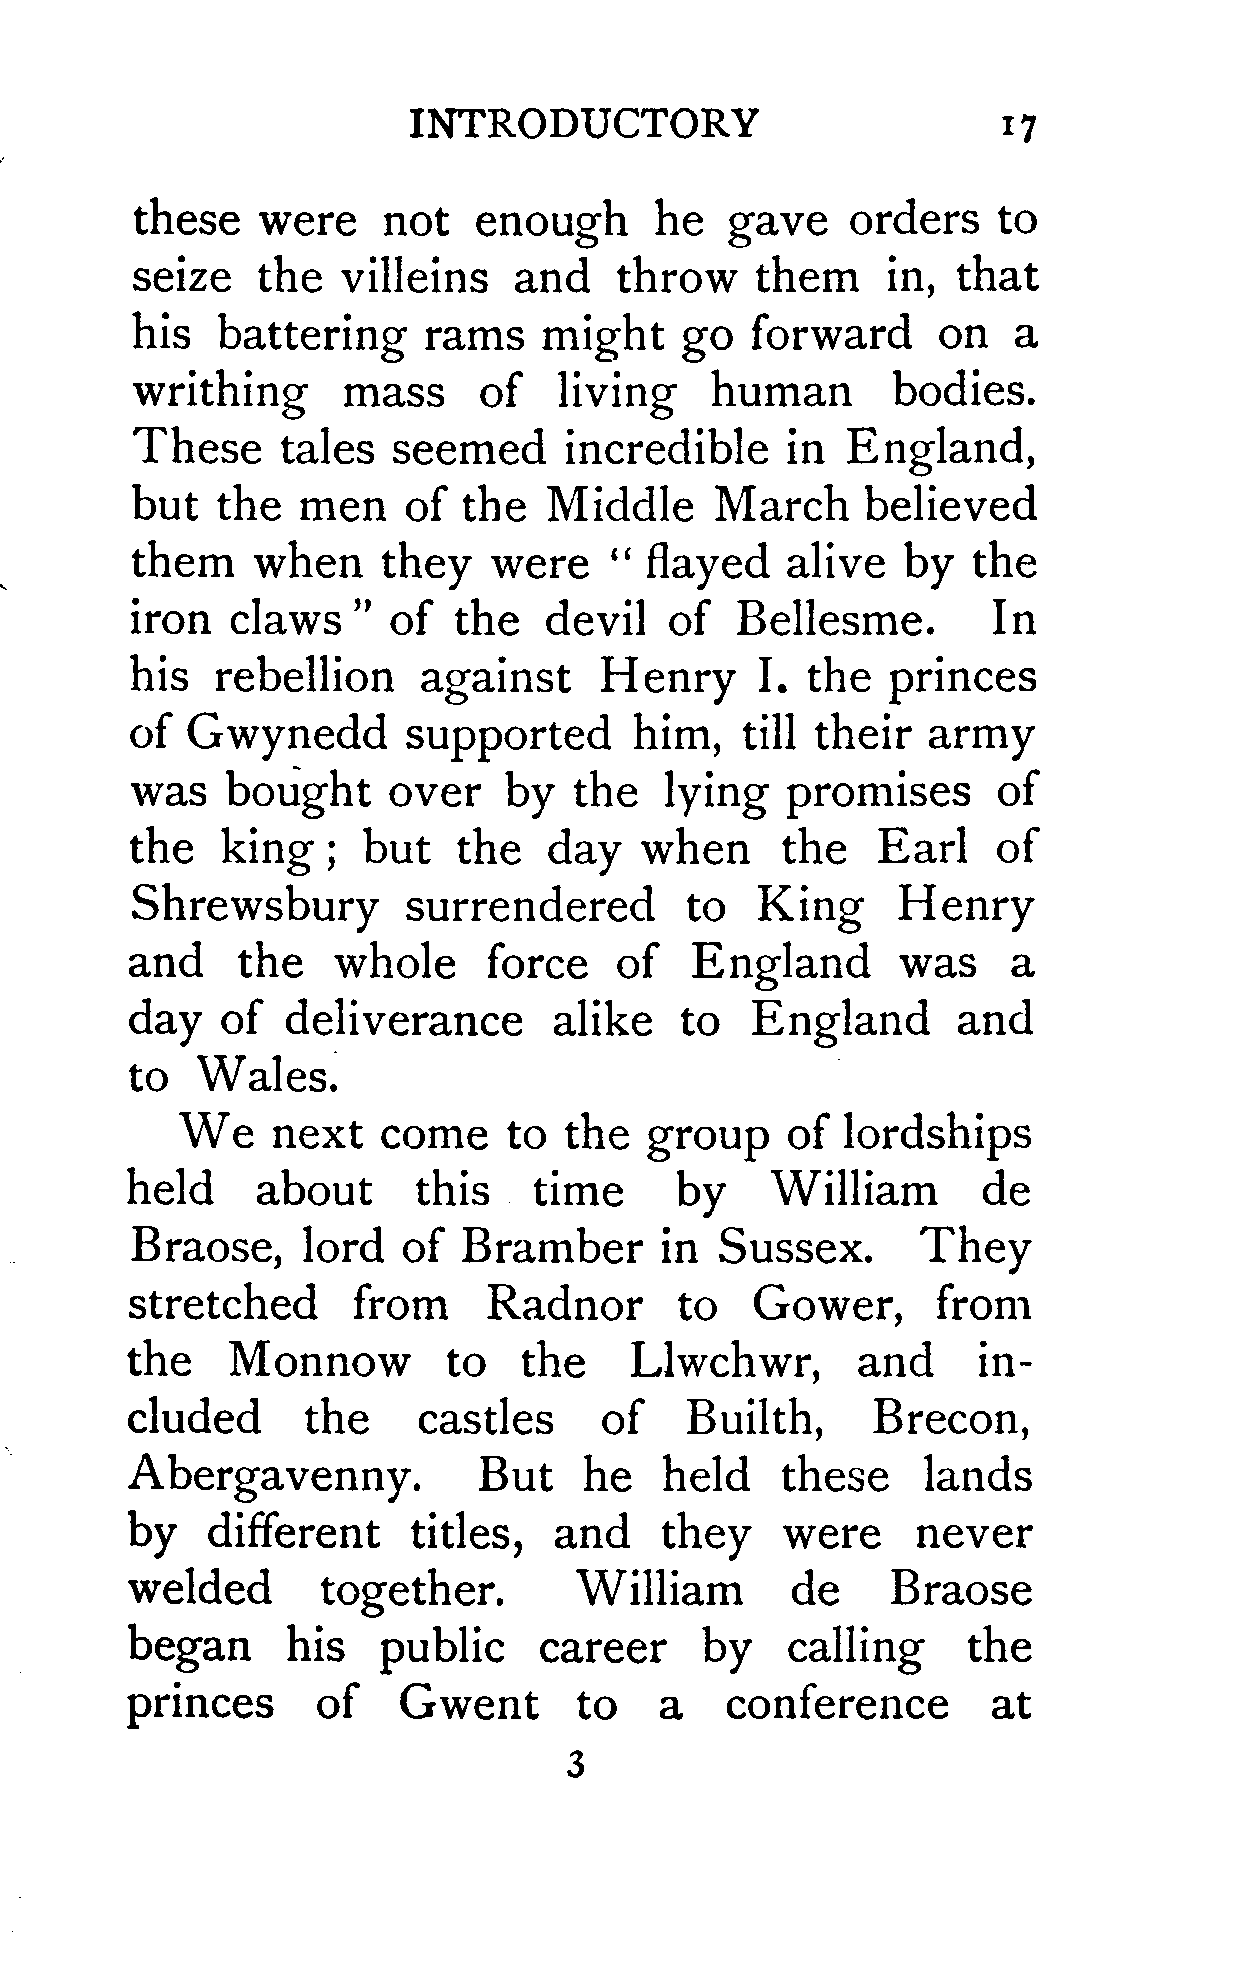 INTRODUCTORY 17
these were not enough he gave orders to
seize the villeins and throw them in, that
his battering rams might go forward on a
writhing mass of living human bodies.
These tales seemed incredible in England,
but the men of the Middle March believed
them when they were “ flayed alive by the
iron claws ” of the devil of Bellesme. In
his rebellion against Henry I. the princes
of Gwynedd supported him, till their army
was bought over by the lying promises of
the king ; but the day when the Earl of
Shrewsbury surrendered to King Henry
and the whole force of England was a
day of deliverance alike to England and
to Wales.
We next come to the group of lordships
held about this time by William de
Braose, lord of Bramber in Sussex. They
stretched from Radnor to Gower, from
the Monnow to the Llwchwr, and in-
cluded the castles of Builth, Brecon,
Abergavenny. But he held these lands
by different titles, and they were never
welded together. William de Braose
began his public career by calling the
princes of Gwent to a conference at
3